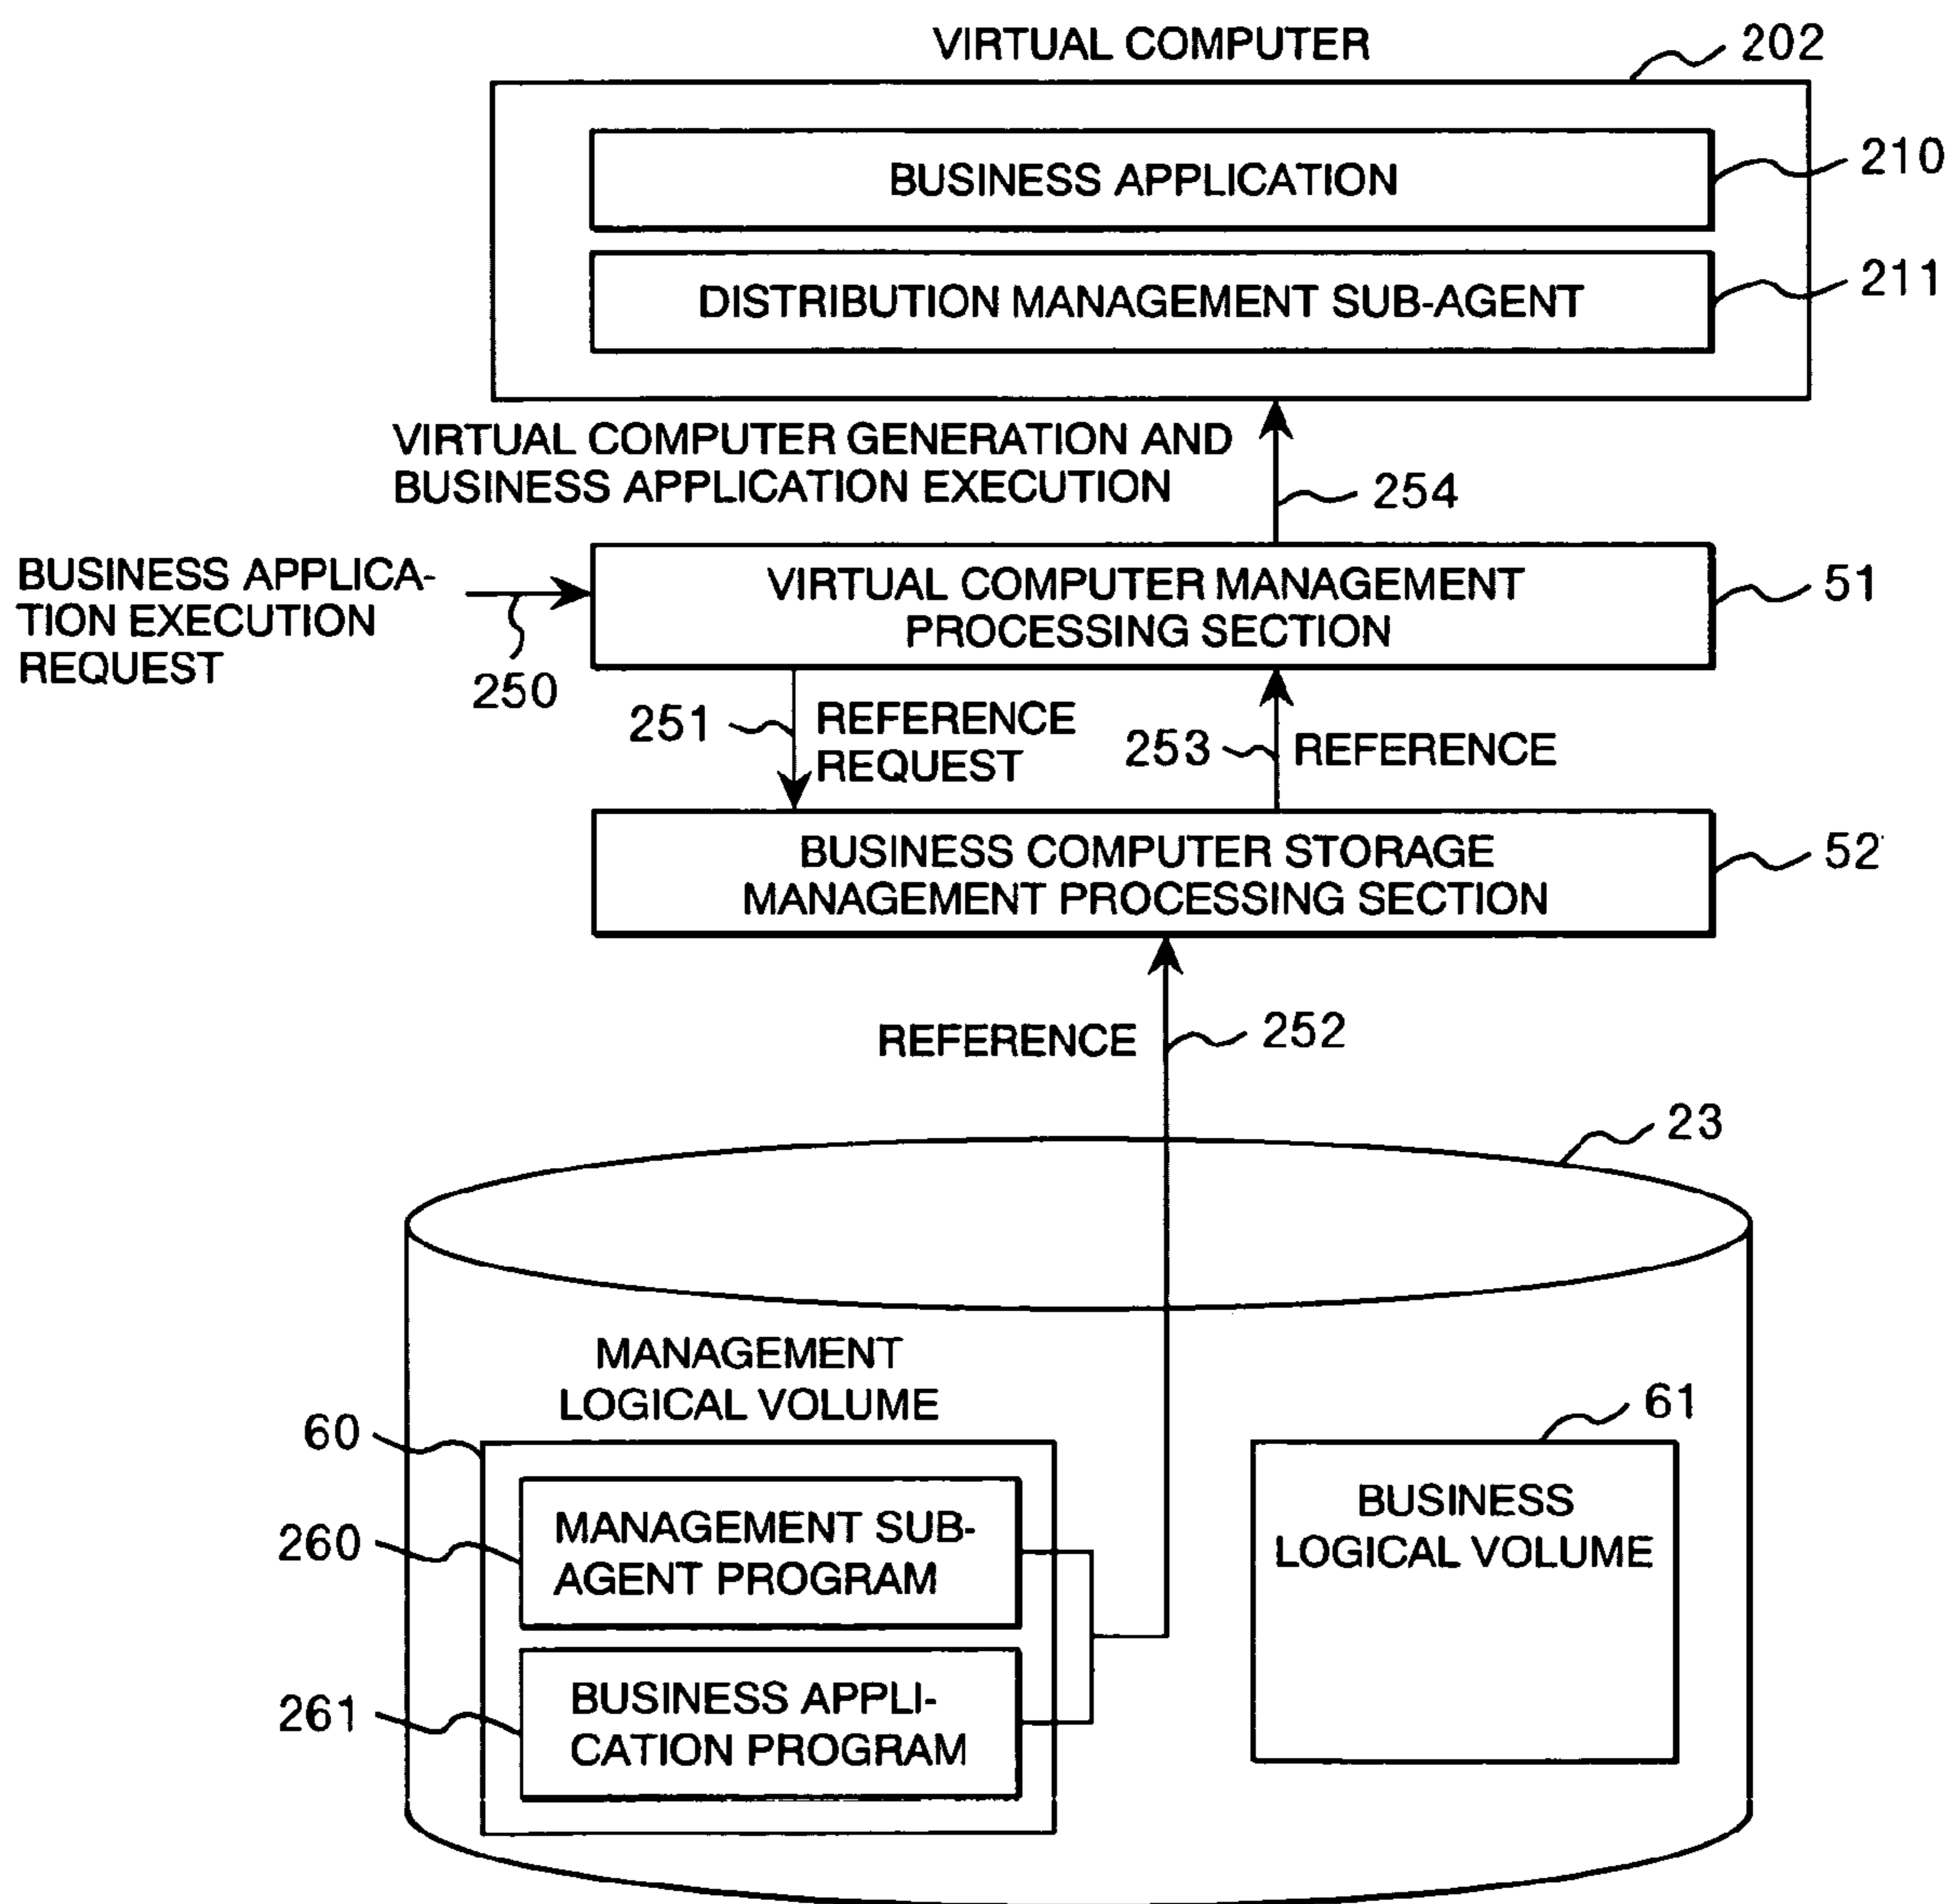 VIRTUAL COMPUTER
202
BUSINESS APPLICATION
210
DISTRIBUTION MANAGEMENT SUB-AGENT
211
VIRTUAL COMPUTER GENERATION AND
BUSINESS APPLICATION EXECUTION
254
BUSINESS APPLICA-
TION EXECUTION
REQUEST
250
VIRTUAL COMPUTER MANAGEMENT
PROCESSING SECTION
51
251
REFERENCE
REQUEST
253
REFERENCE
BUSINESS COMPUTER STORAGE
MANAGEMENT PROCESSING SECTION
52
REFERENCE
252
23
MANAGEMENT
LOGICAL VOLUME
60
61
MANAGEMENT SUB-
AGENT PROGRAM
260
BUSINESS
LOGICAL VOLUME
BUSINESS APPLI-
CATION PROGRAM
261